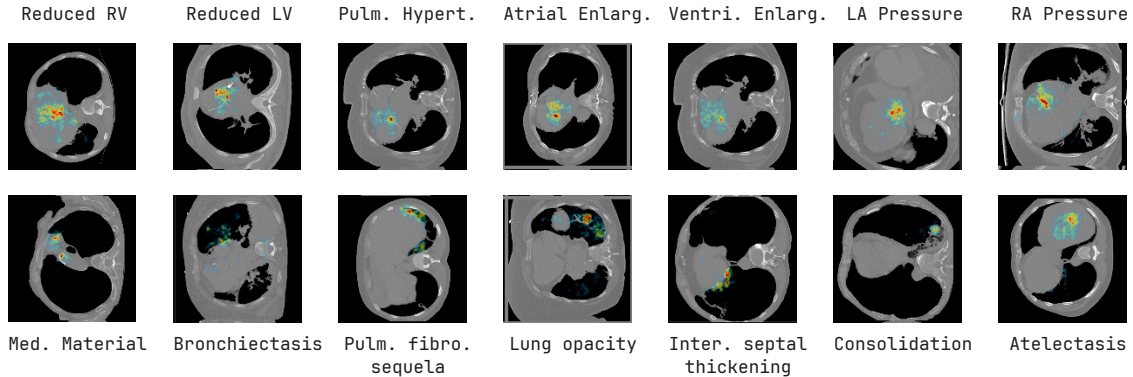 Reduced RV
Reduced LV
Pulm. Hypert.
Atrial Enlarg.
Ventri. Enlarg.
LA Pressure
RA Pressure
Med. Material
Bronchiectasis
Pulm. fibro.
sequela
Lung opacity
Inter. septal
thickening
Consolidation
Atelectasis